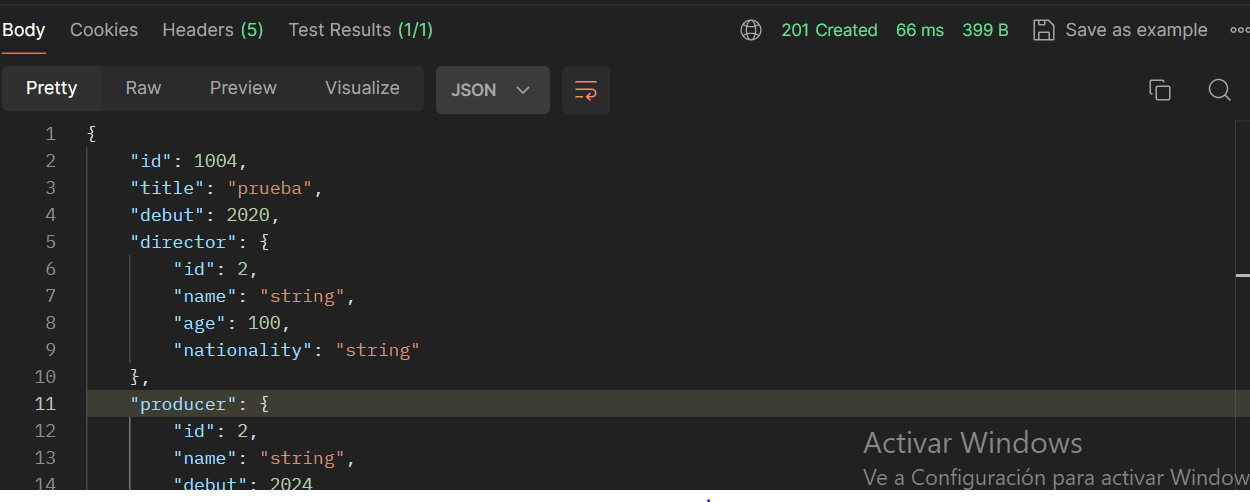 Body Cookies Headers (5) Test Results (1/1) 201 Created 66 ms 399 B Save as example
Pretty Raw Preview Visualize JSON
1 {
2 "id": 1004,
3 "title": "prueba",
4 "debut": 2020,
5 "director": {
6 "id": 2,
7 "name": "string",
8 "age": 100,
9 "nationality": "string"
10 },
11 "producer": {
12 "id": 2,
13 "name": "string",
14 "debut": 2024
Activar Windows
Ve a Configuración para activar Window